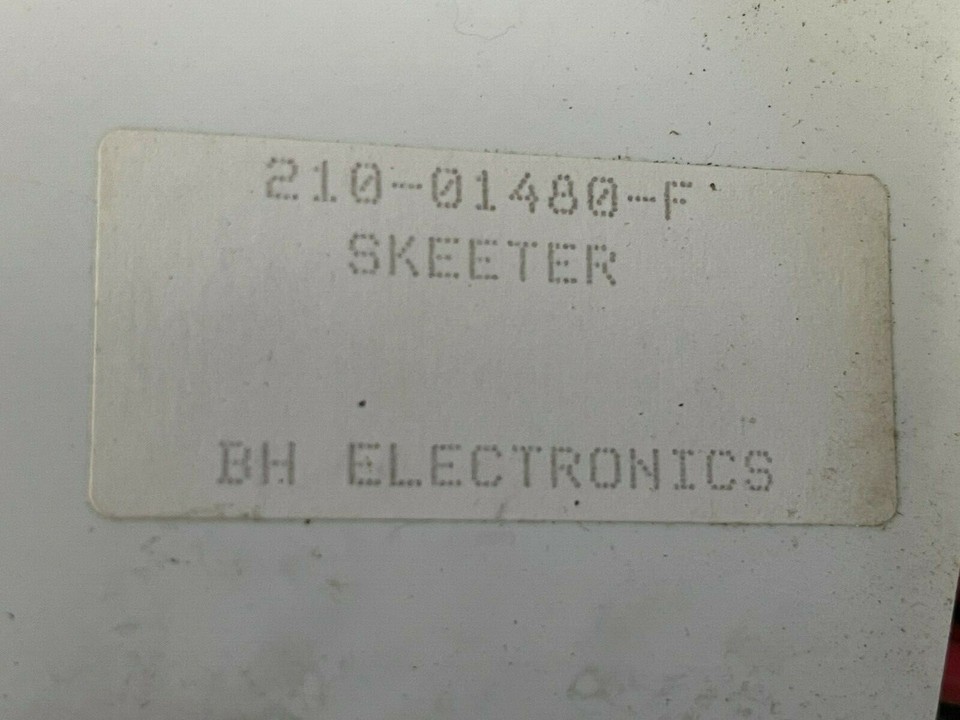 210-01480-F
SKEETER
BH ELECTRONICS